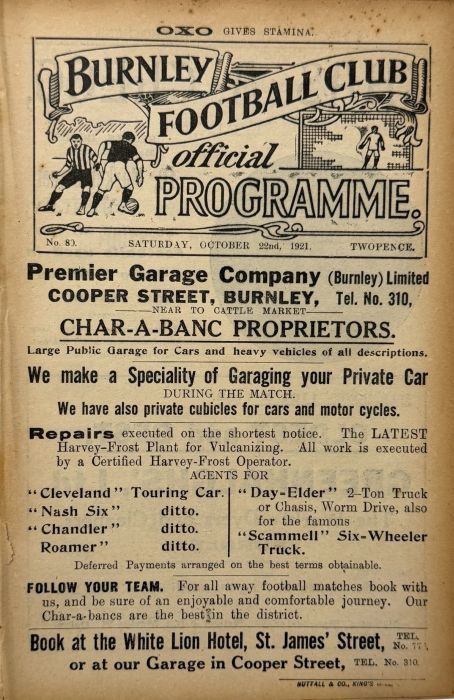 OXO GIVES STAMINA.
BURNLEY
FOOTBALL CLUB
official
PROGRAMME.
No. 80. SATURDAY, OCTOBER 22nd, 1921. TWOPENCE.
Premier Garage Company (Burnley) Limited
COOPER STREET, BURNLEY, Tel. No. 310,
NEAR TO CATTLE MARKET
CHAR-A-BANC PROPRIETORS.
Large Public Garage for Cars and heavy vehicles of all descriptions.
We make a Speciality of Garaging your Private Car
DURING THE MATCH.
We have also private cubicles for cars and motor cycles.
Repairs executed on the shortest notice. The LATEST
Harvey-Frost Plant for Vulcanizing. All work is executed
by a Certified Harvey-Frost Operator.
AGENTS FOR
"Cleveland" Touring Car.
"Nash Six" ditto.
"Chandler" ditto.
Roamer" ditto.
"Day-Elder" 2-Ton Truck
or Chasis, Worm Drive, also
for the famous
"Scammell" Six-Wheeler
Truck.
Deferred Payments arranged on the best terms obtainable.
FOLLOW YOUR TEAM. For all away football matches book with
us, and be sure of an enjoyable and comfortable journey. Our
Char-a-bancs are the best in the district.
Book at the White Lion Hotel, St. James' Street, TEL. No.
or at our Garage in Cooper Street, TEL. No. 310.
NUTTALL & CO., KING'S